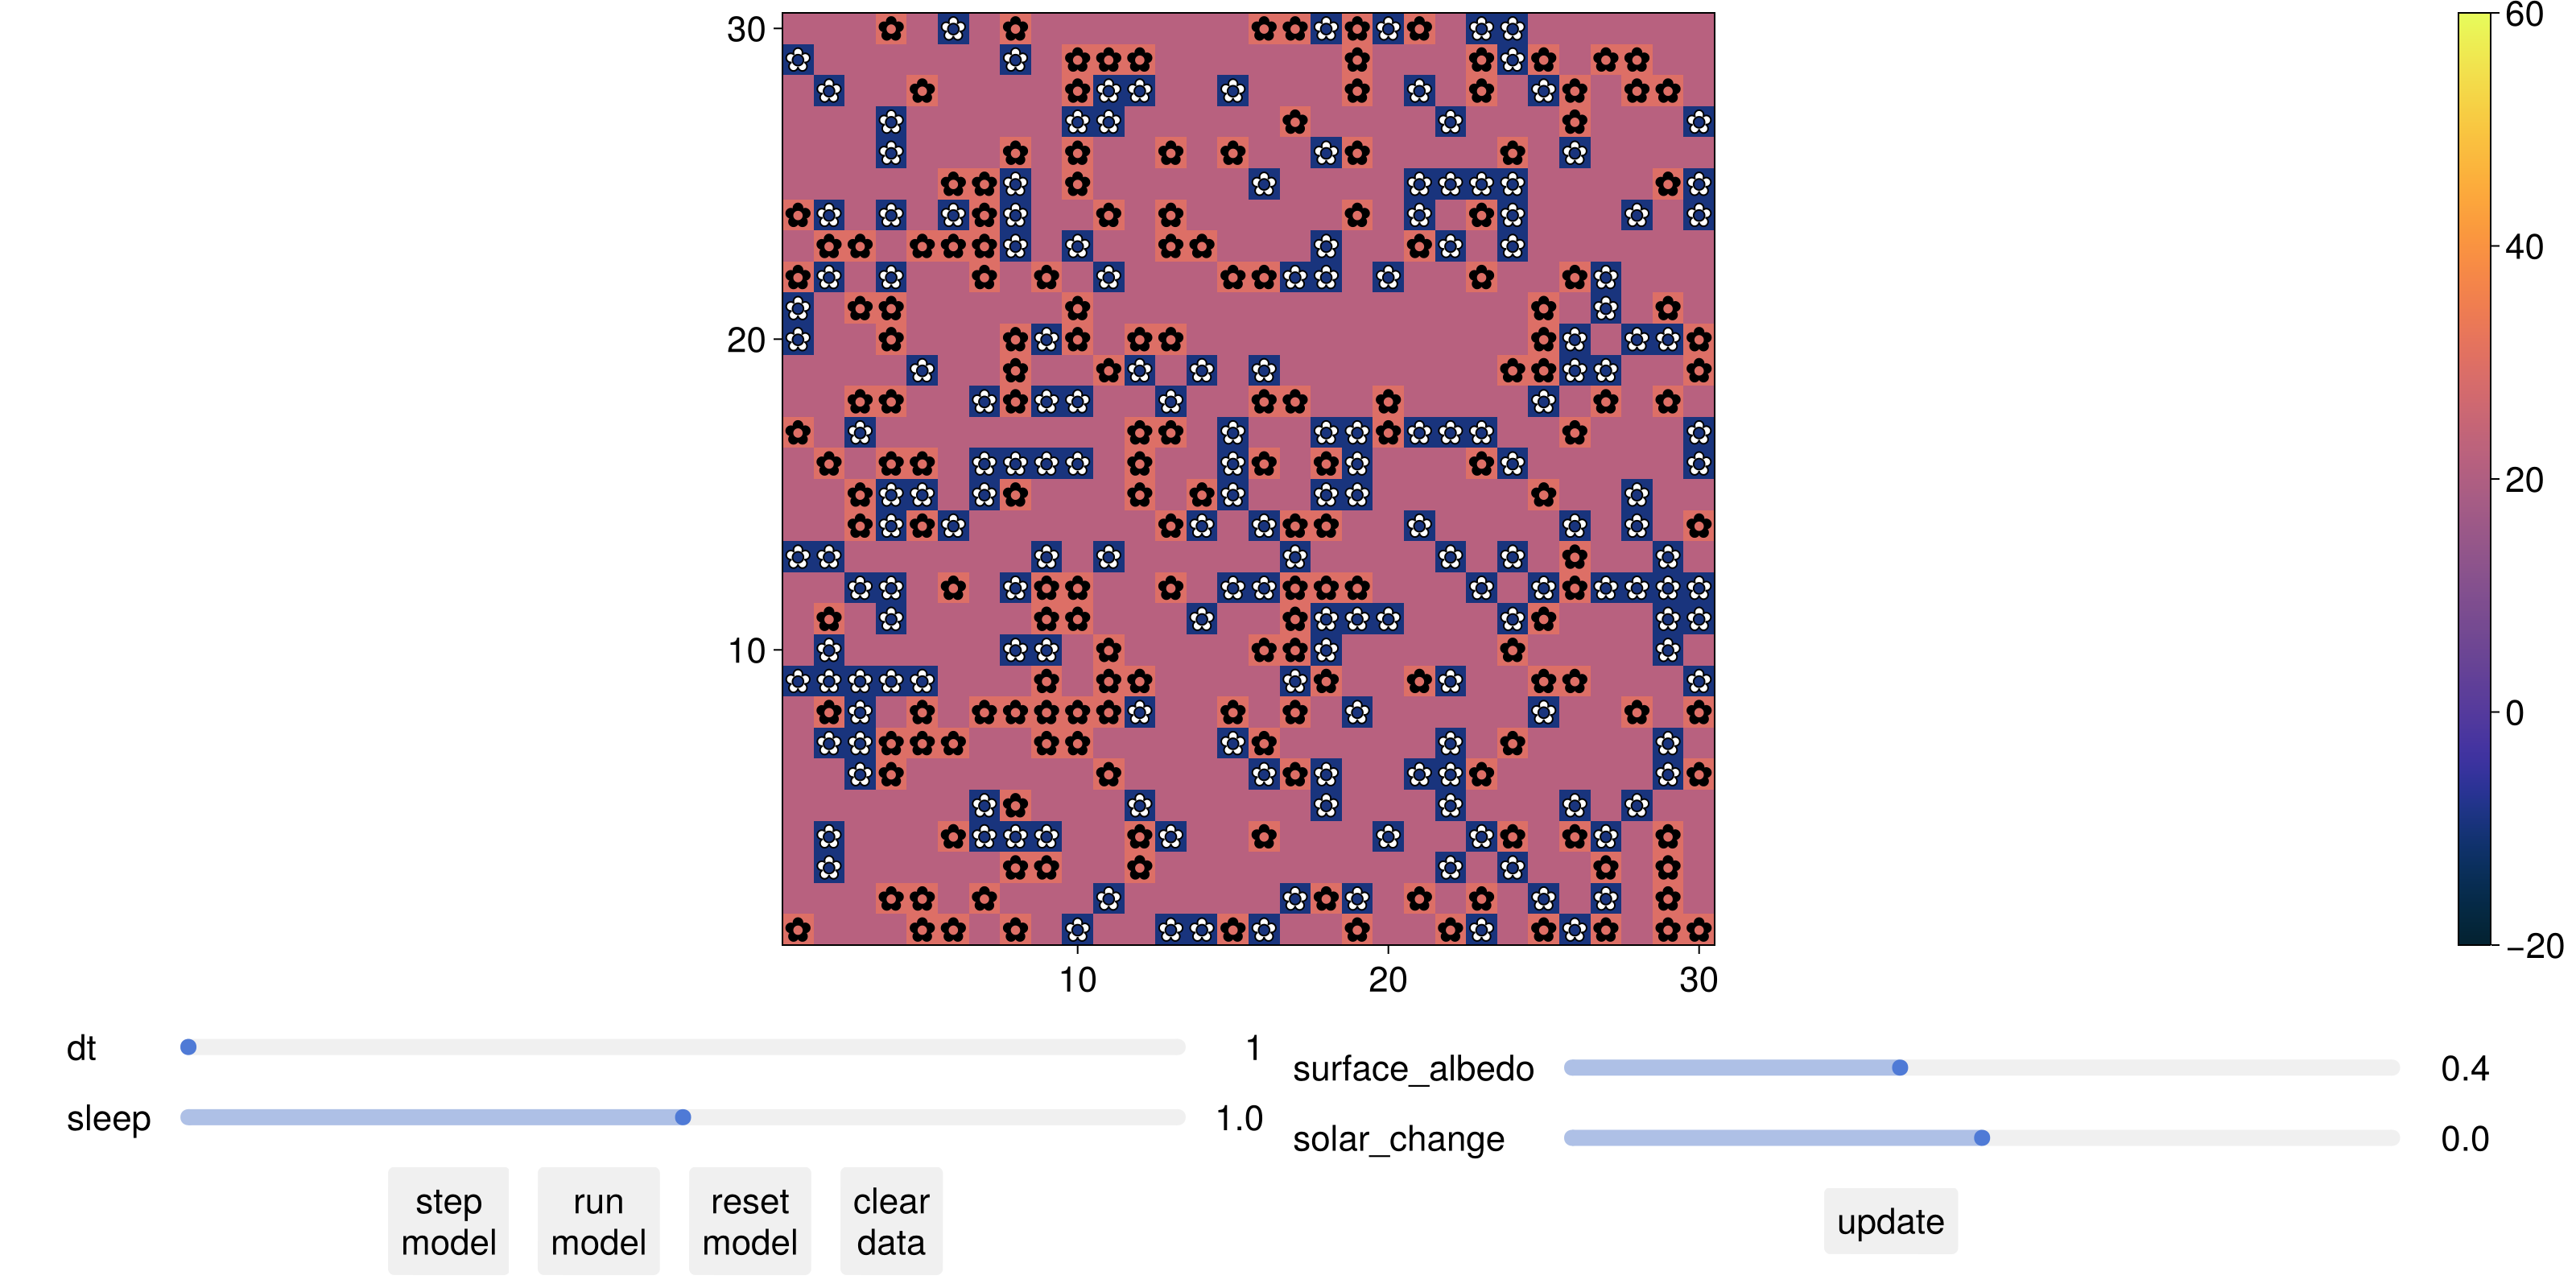 30
20
10
10
20
30
60
40
20
0
−20
dt
1
sleep
1.0
surface_albedo
0.4
solar_change
0.0
step
model
run
model
reset
model
clear
data
update